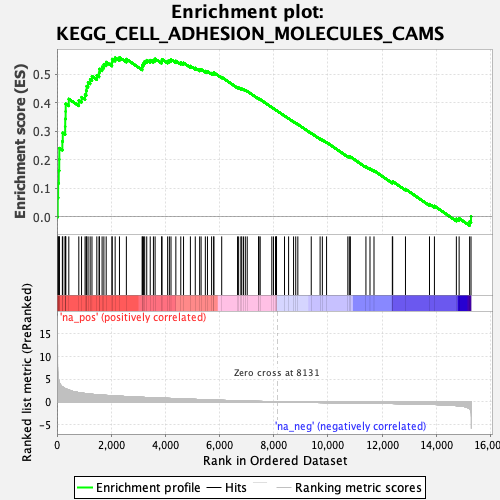 Enrichment plot:
KEGG_CELL_ADHESION_MOLECULES_CAMS
Enrichment score (ES)
0.5
0.4
0.3
0.2
0.1
0.0
'na_pos' (positively correlated)
Ranked list metric (PreRanked)
15
10
5
0
-5
Zero cross at 8131
'na_neg' (negatively correlated)
0
2,000
4,000
6,000
8,000
10,000
12,000
14,000
16,000
Rank in Ordered Dataset
Enrichment profile
Hits
Ranking metric scores